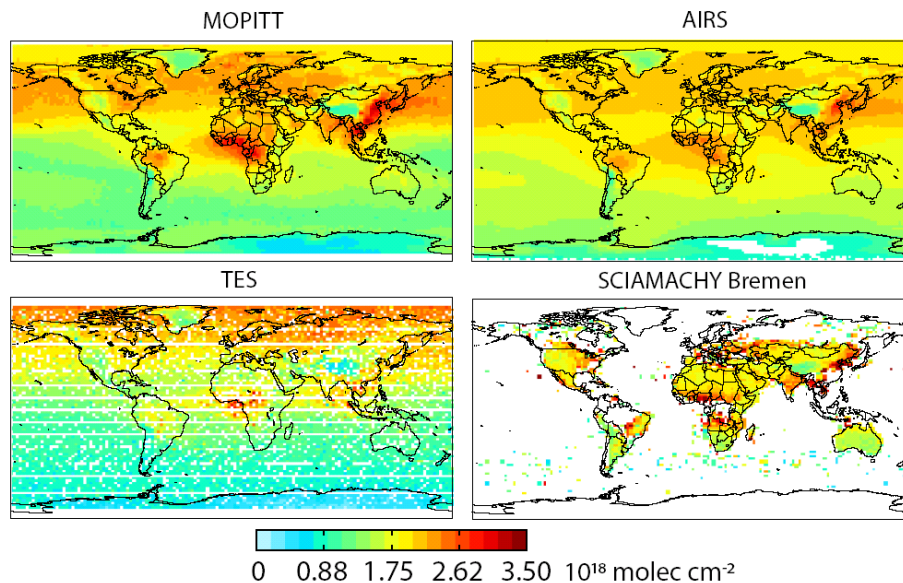 MOPITT
AIRS
TES
SCIAMACHY Bremen
0 0.88 1.75 2.62 3.50 10¹⁸ molec cm⁻²